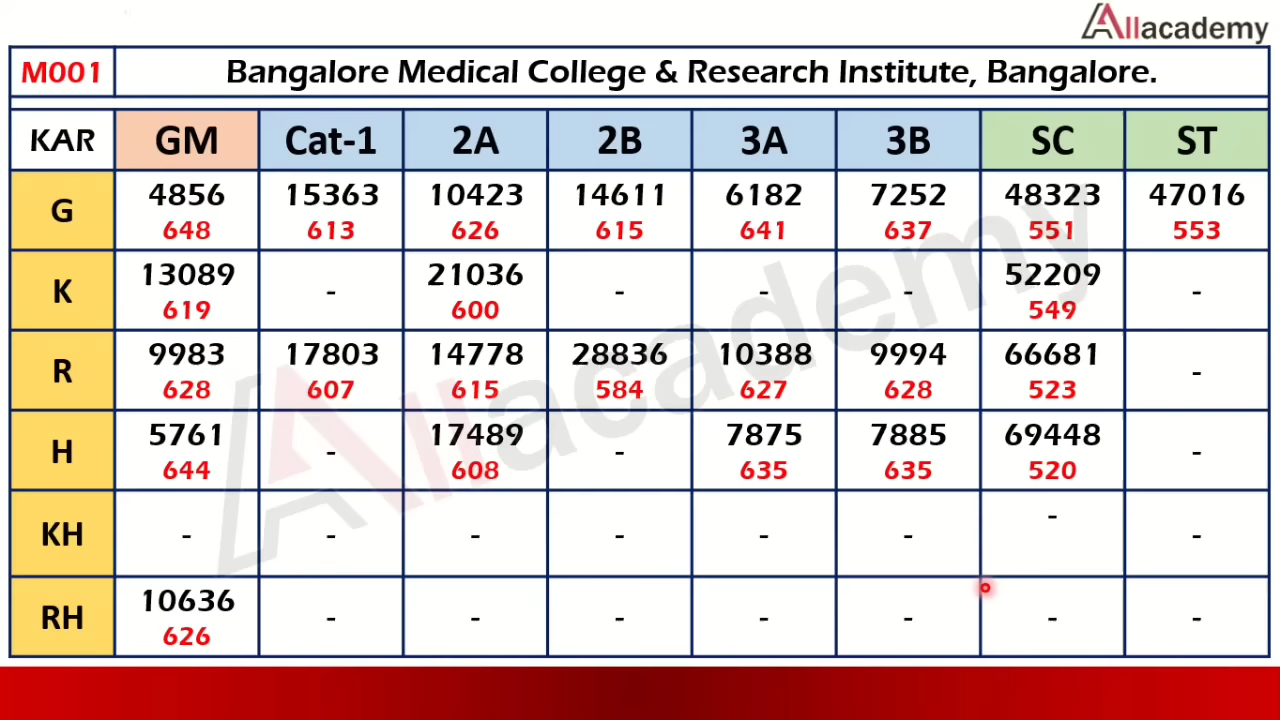 Allacademy
M001 Bangalore Medical College & Research Institute, Bangalore.
KAR GM Cat-1 2A 2B 3A 3B SC ST
G 4856 15363 10423 14611 6182 7252 48323 47016
648 613 626 615 641 637 551 553
K 13089 - 21036 - - - 52209 -
619 600 549
R 9983 17803 14778 28836 10388 9994 66681 -
628 607 615 584 627 628 523
H 5761 - 17489 - 7875 7885 69448 -
644 608 635 635 520
KH - - - - - - - -
RH 10636 - - - - - - -
626
Allacademy